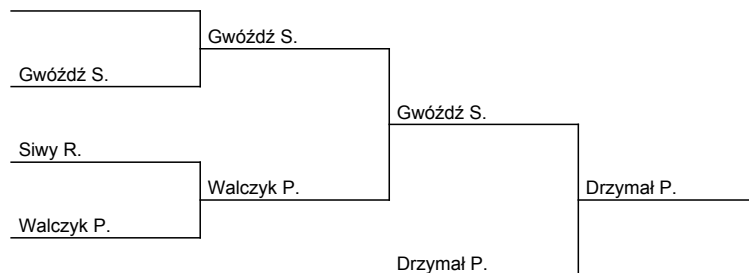 Gwóźdź S.
Gwóźdź S.
Gwóźdź S.
Siwy R.
Walczyk P.
Drzymał P.
Walczyk P.
Drzymał P.